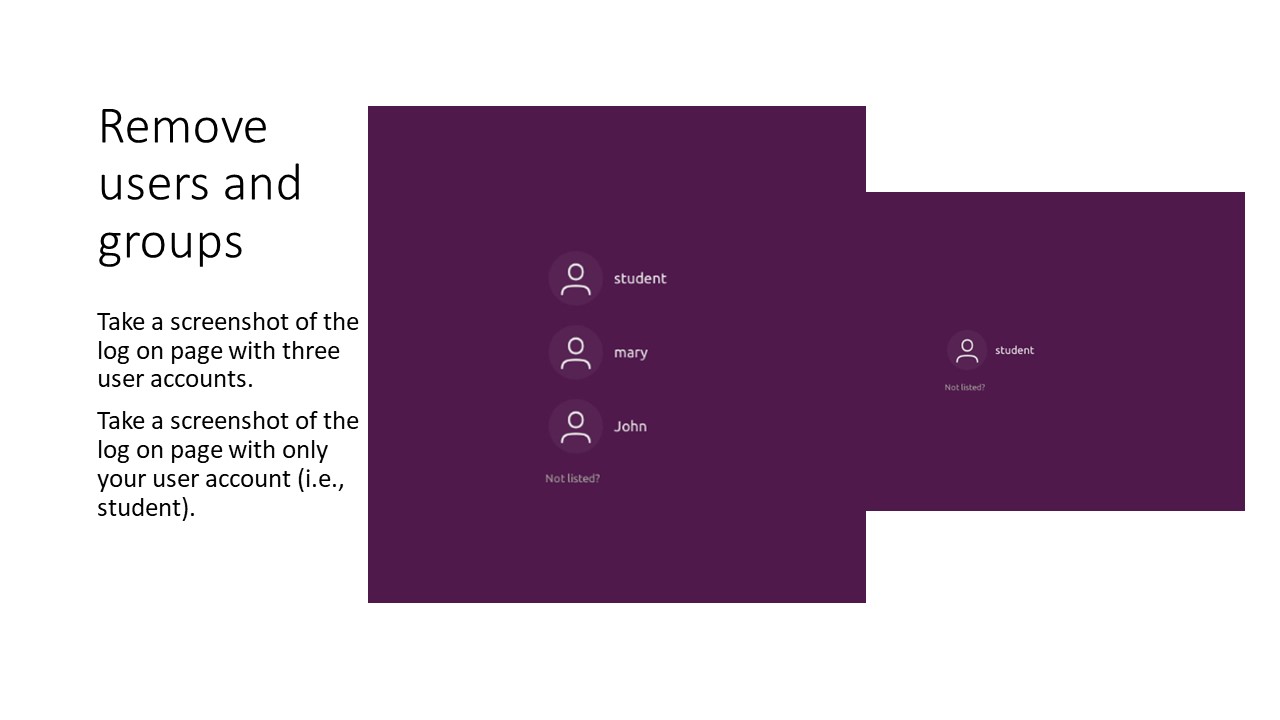 Remove
users and
groups
Take a screenshot of the
log on page with three
user accounts.
Take a screenshot of the
log on page with only
your user account (i.e.,
student).
student
mary
John
Not listed?
student
Not listed?